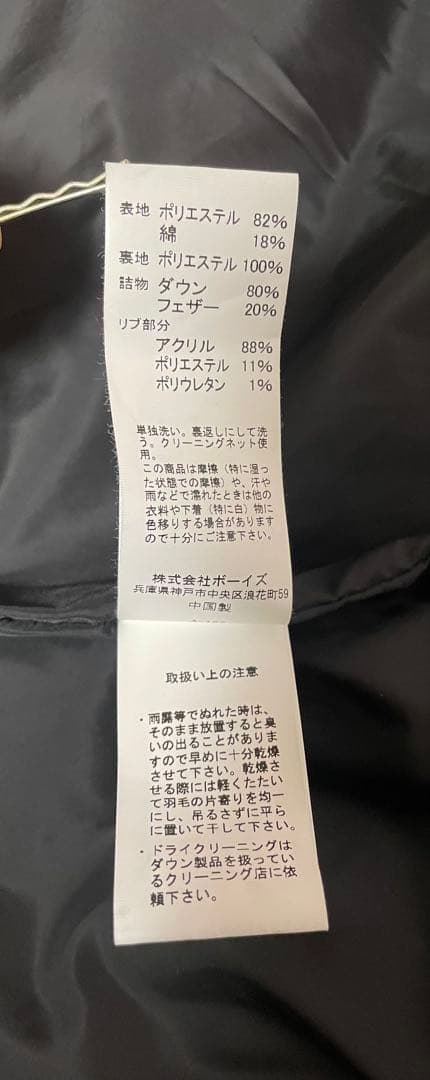 表地 ポリエステル 82%
綿 18%
裏地 ポリエステル 100%
詰物 ダウン 80%
フェザー 20%
リブ部分
アクリル 88%
ポリエステル 11%
ポリウレタン 1%
単独洗い。裏返しにして洗
う。クリーニングネット使
用。
この商品は摩擦（特に湿っ
た状態での摩擦）や、汗や
雨などで濡れたときは他の
衣料や下着（特に白）物に
色移りする場合があります
ので十分にご注意下さい。
株式会社ボーイズ
兵庫県神戸市中央区浪花町59
中国製
取扱い上の注意
・雨露等でぬれた時は、
そのまま放置すると臭
いの出ることがありま
すので早めに十分乾燥
させて下さい。乾燥さ
せる際には軽くたたい
て羽毛の片寄りを均一
にし、吊るさずに平ら
に置いて干して下さい。
・ドライクリーニングは
ダウン製品を扱ってい
るクリーニング店に依
頼下さい。